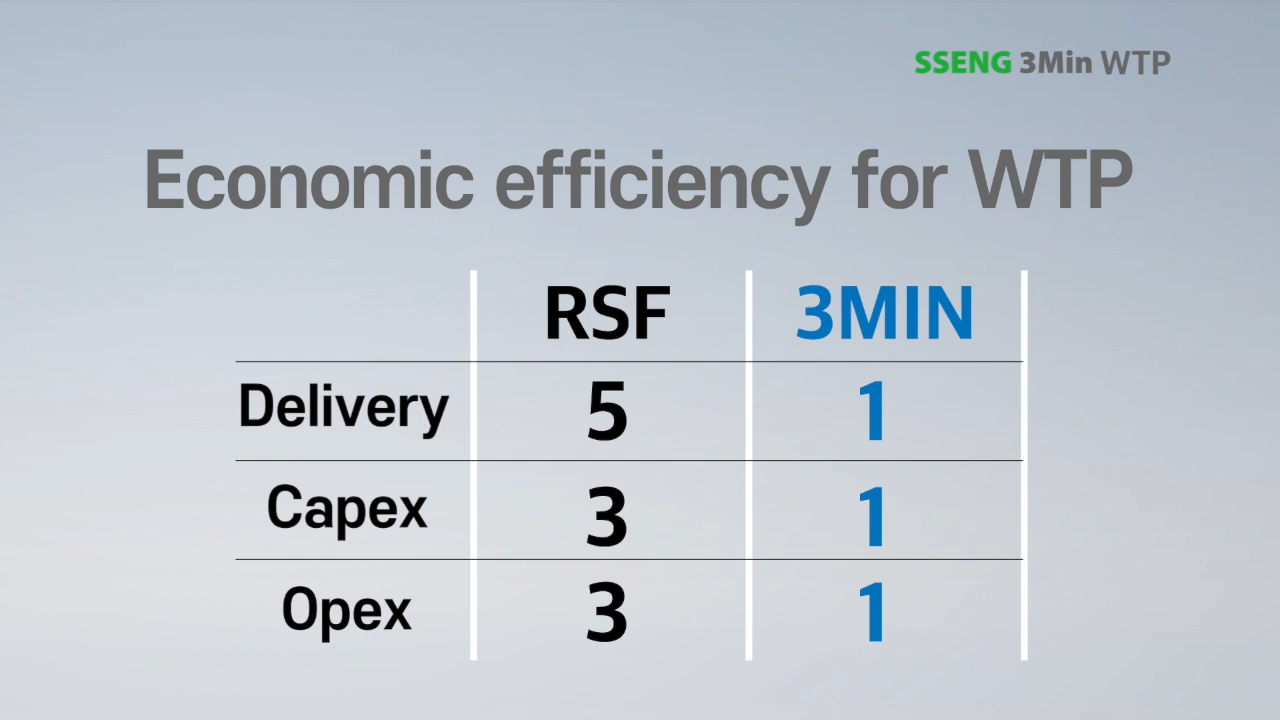 SSENG 3Min WTP
Economic efficiency for WTP
RSF 3MIN
Delivery 5 1
Capex 3 1
Opex 3 1